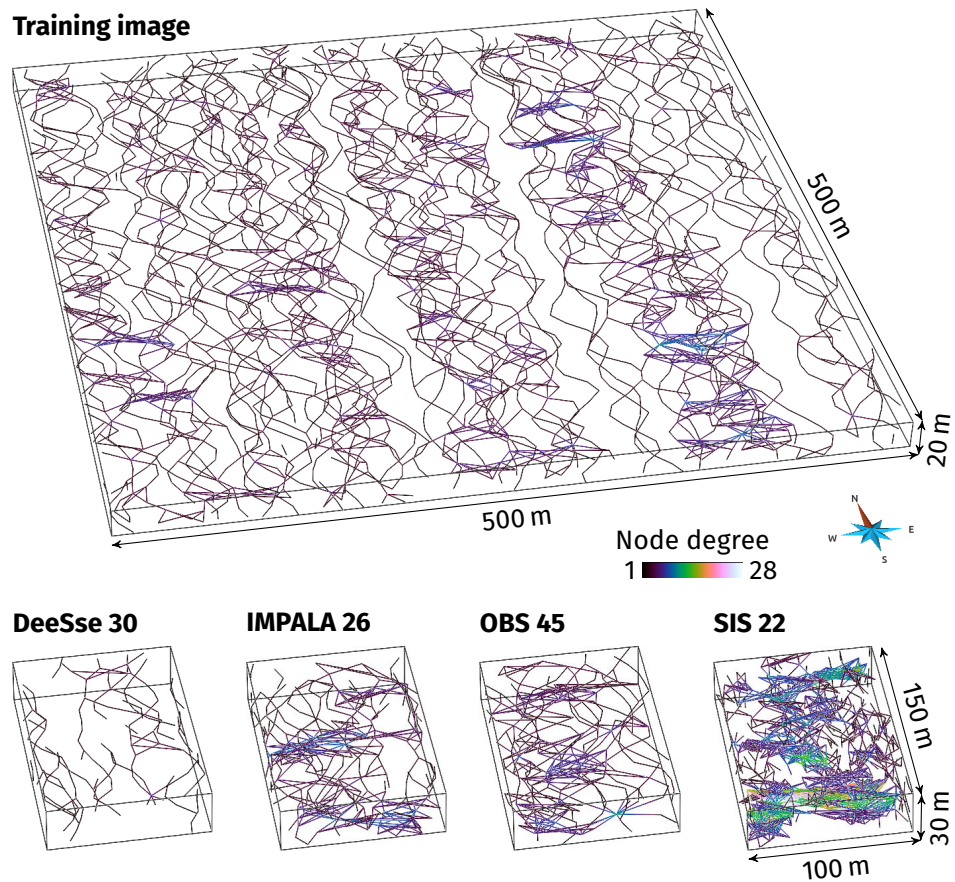 Training image
500 m
20 m
500 m
N
W
E
S
Node degree
1
28
DeeSse 30
IMPALA 26
OBS 45
SIS 22
150 m
30 m
100 m